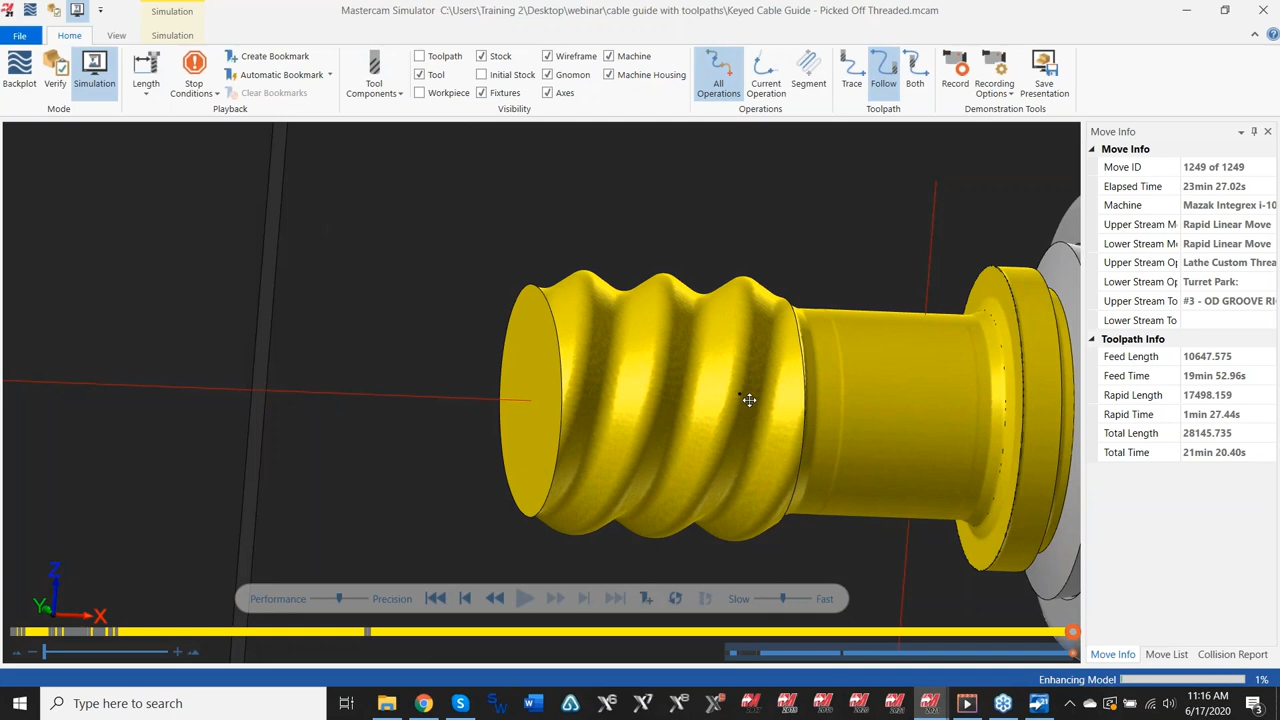 Simulation
Mastercam Simulator C:\Users\Training 2\Desktop\webinar\cable guide with toolpaths\Keyed Cable Guide - Picked Off Threaded.mcam
File
Home
View
Simulation
Backplot
Verify
Simulation
Mode
Length
Stop Conditions
Create Bookmark
Automatic Bookmark
Clear Bookmarks
Playback
Tool Components
Toolpath
Tool
Workpiece
Stock
Initial Stock
Fixtures
Wireframe
Gnomon
Axes
Machine
Machine Housing
Visibility
All Operations
Current Operation
Segment
Operations
Trace
Follow
Both
Toolpath
Record
Recording Options
Save Presentation
Demonstration Tools
Move Info
Move Info
Move ID 1249 of 1249
Elapsed Time 23min 27.02s
Machine Mazak Integrex i-10
Upper Stream M Rapid Linear Move
Lower Stream M Rapid Linear Move
Upper Stream Op Lathe Custom Threa
Lower Stream Op Turret Park:
Upper Stream To #3 - OD GROOVE RI
Lower Stream To
Toolpath Info
Feed Length 10647.575
Feed Time 19min 52.96s
Rapid Length 17498.159
Rapid Time 1min 27.44s
Total Length 28145.735
Total Time 21min 20.40s
Z
Y
X
Performance
Precision
Slow
Fast
Move Info
Move List
Collision Report
Enhancing Model
1%
Type here to search
11:16 AM
6/17/2020